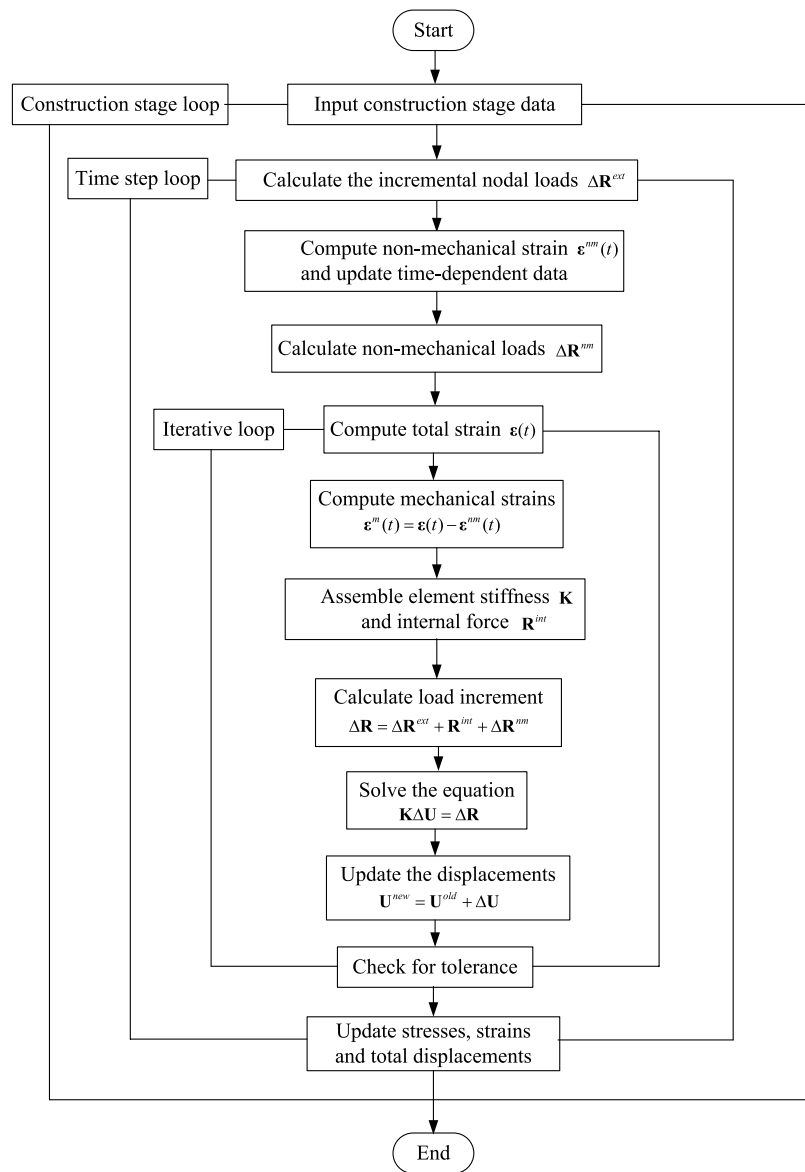 Start
Construction stage loop
Input construction stage data
Time step loop
Calculate the incremental nodal loads ΔR^{ext}
Compute non-mechanical strain ε^{nm}(t)
and update time-dependent data
Calculate non-mechanical loads ΔR^{nm}
Iterative loop
Compute total strain ε(t)
Compute mechanical strains
ε^{m}(t) = ε(t) − ε^{nm}(t)
Assemble element stiffness K
and internal force R^{int}
Calculate load increment
ΔR = ΔR^{ext} + R^{int} + ΔR^{nm}
Solve the equation
KΔU = ΔR
Update the displacements
U^{new} = U^{old} + ΔU
Check for tolerance
Update stresses, strains
and total displacements
End